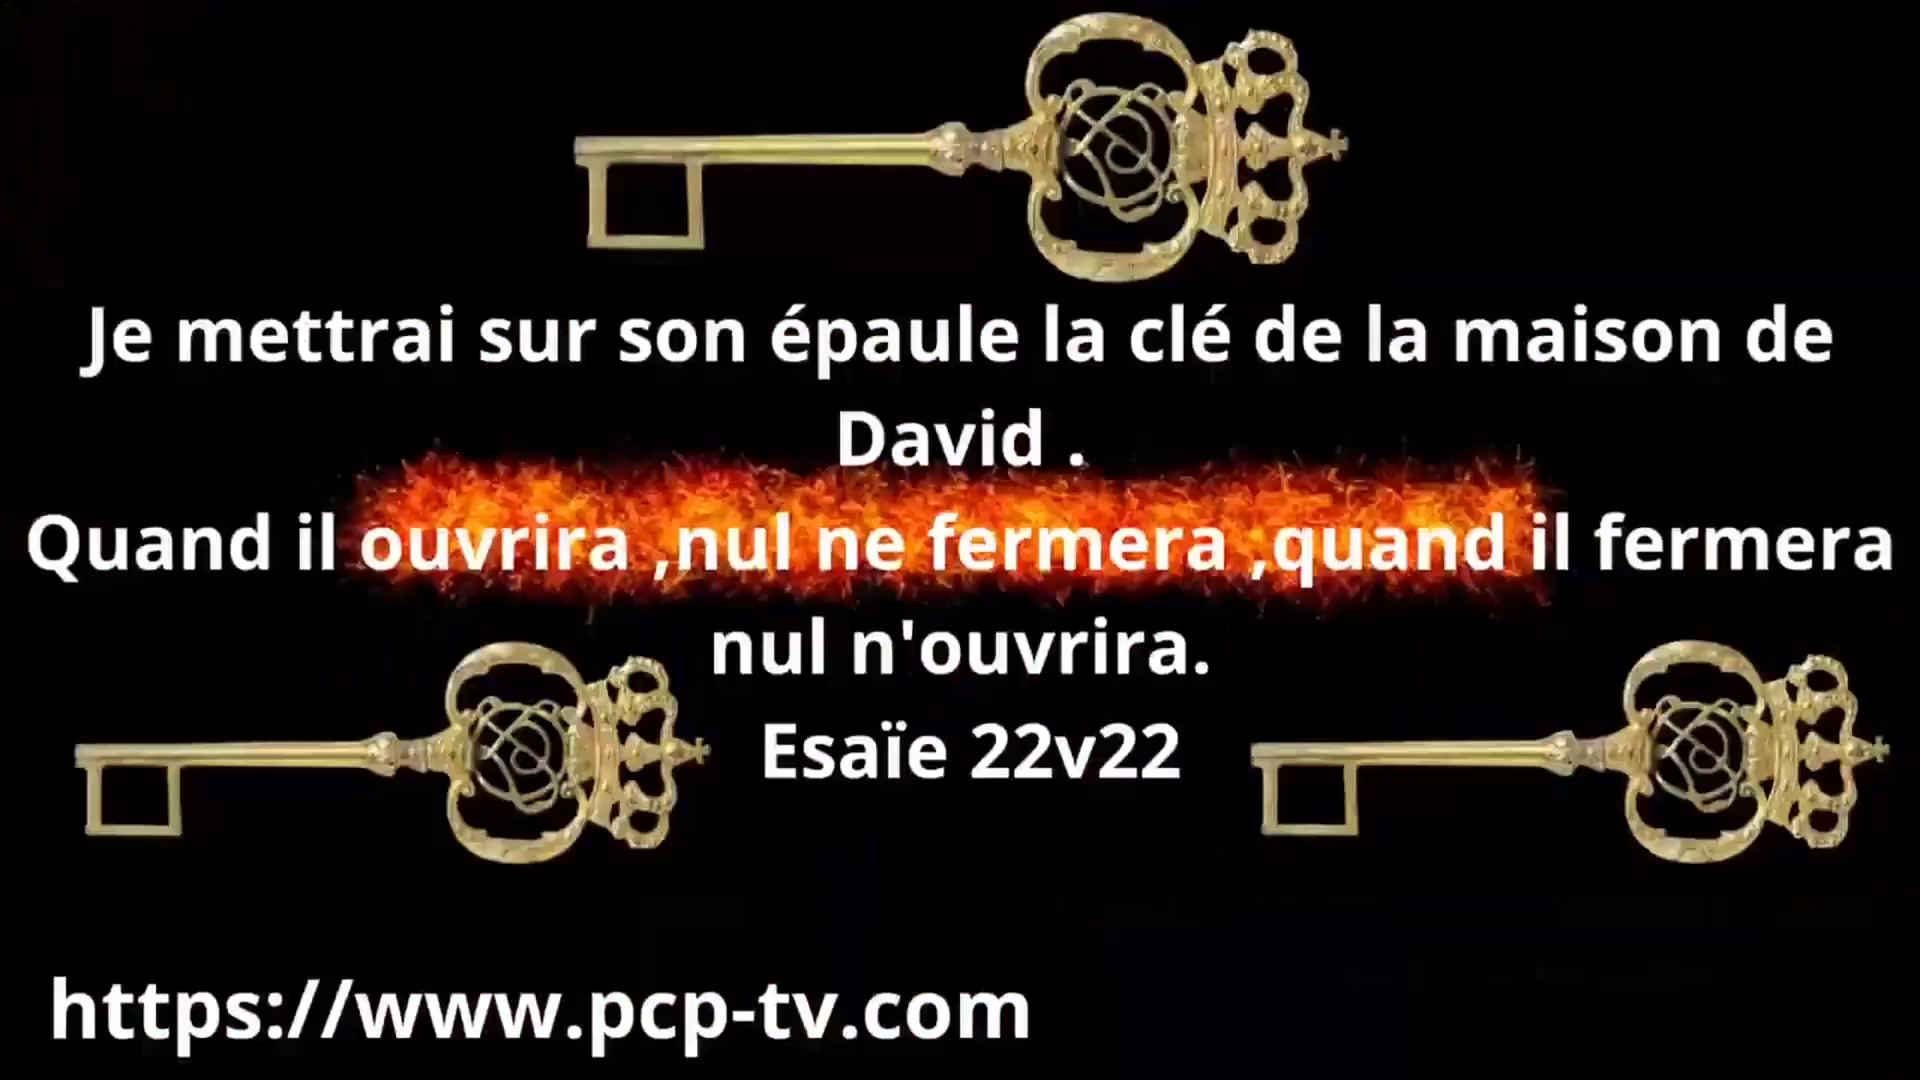 Je mettrai sur son épaule la clé de la maison de
David .
Quand il ouvrira ,nul ne fermera ,quand il fermera
nul n'ouvrira.
Esaïe 22v22
https://www.pcp-tv.com